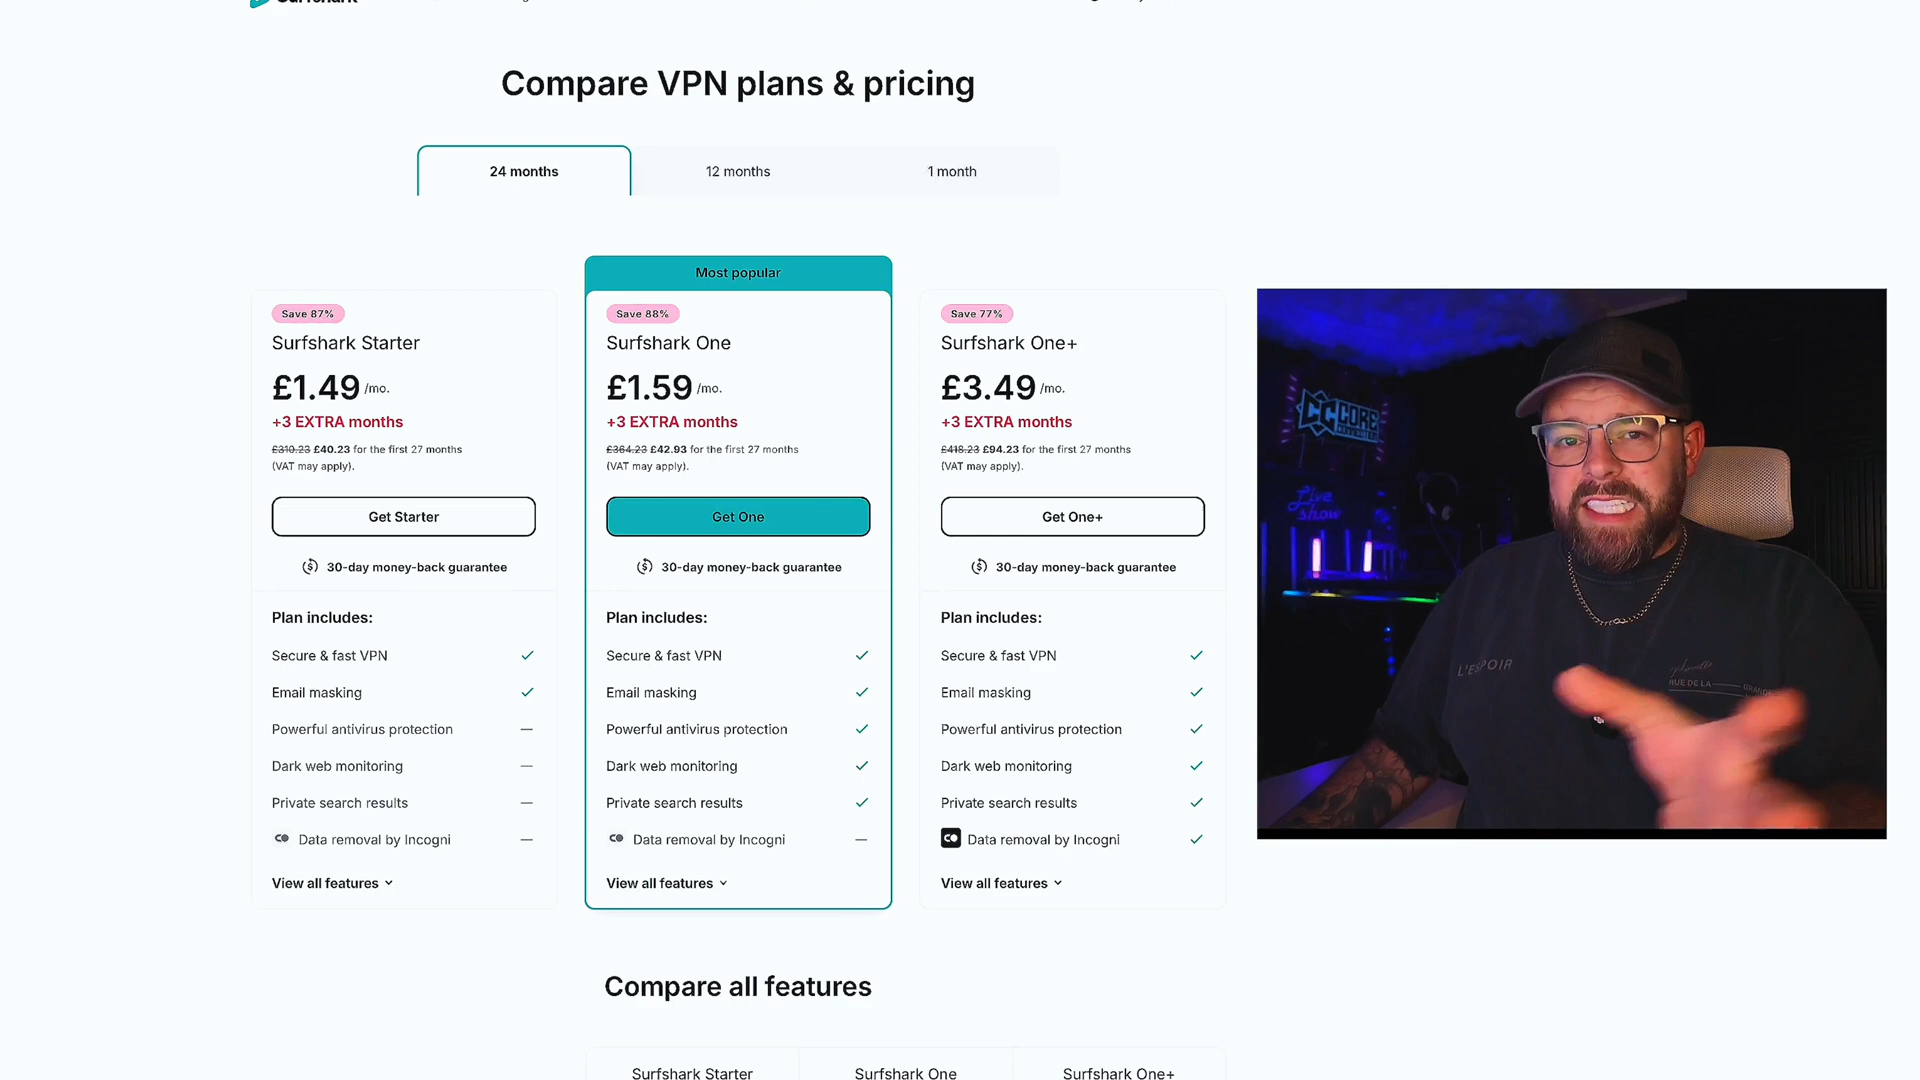 Compare VPN plans & pricing
24 months
12 months
1 month
Most popular
Save 87%
Surfshark Starter
£1.49 /mo.
+3 EXTRA months
£310.23 £40.23 for the first 27 months
(VAT may apply).
Get Starter
30-day money-back guarantee
Plan includes:
Secure & fast VPN
Email masking
Powerful antivirus protection
Dark web monitoring
Private search results
Data removal by Incogni
View all features
Save 88%
Surfshark One
£1.59 /mo.
+3 EXTRA months
£364.23 £42.93 for the first 27 months
(VAT may apply).
Get One
30-day money-back guarantee
Plan includes:
Secure & fast VPN
Email masking
Powerful antivirus protection
Dark web monitoring
Private search results
Data removal by Incogni
View all features
Save 77%
Surfshark One+
£3.49 /mo.
+3 EXTRA months
£418.23 £94.23 for the first 27 months
(VAT may apply).
Get One+
30-day money-back guarantee
Plan includes:
Secure & fast VPN
Email masking
Powerful antivirus protection
Dark web monitoring
Private search results
Data removal by Incogni
View all features
CORE
Live
show
L'ESPOIR
RUE DE LA
GRANDE
Compare all features
Surfshark Starter
Surfshark One
Surfshark One+